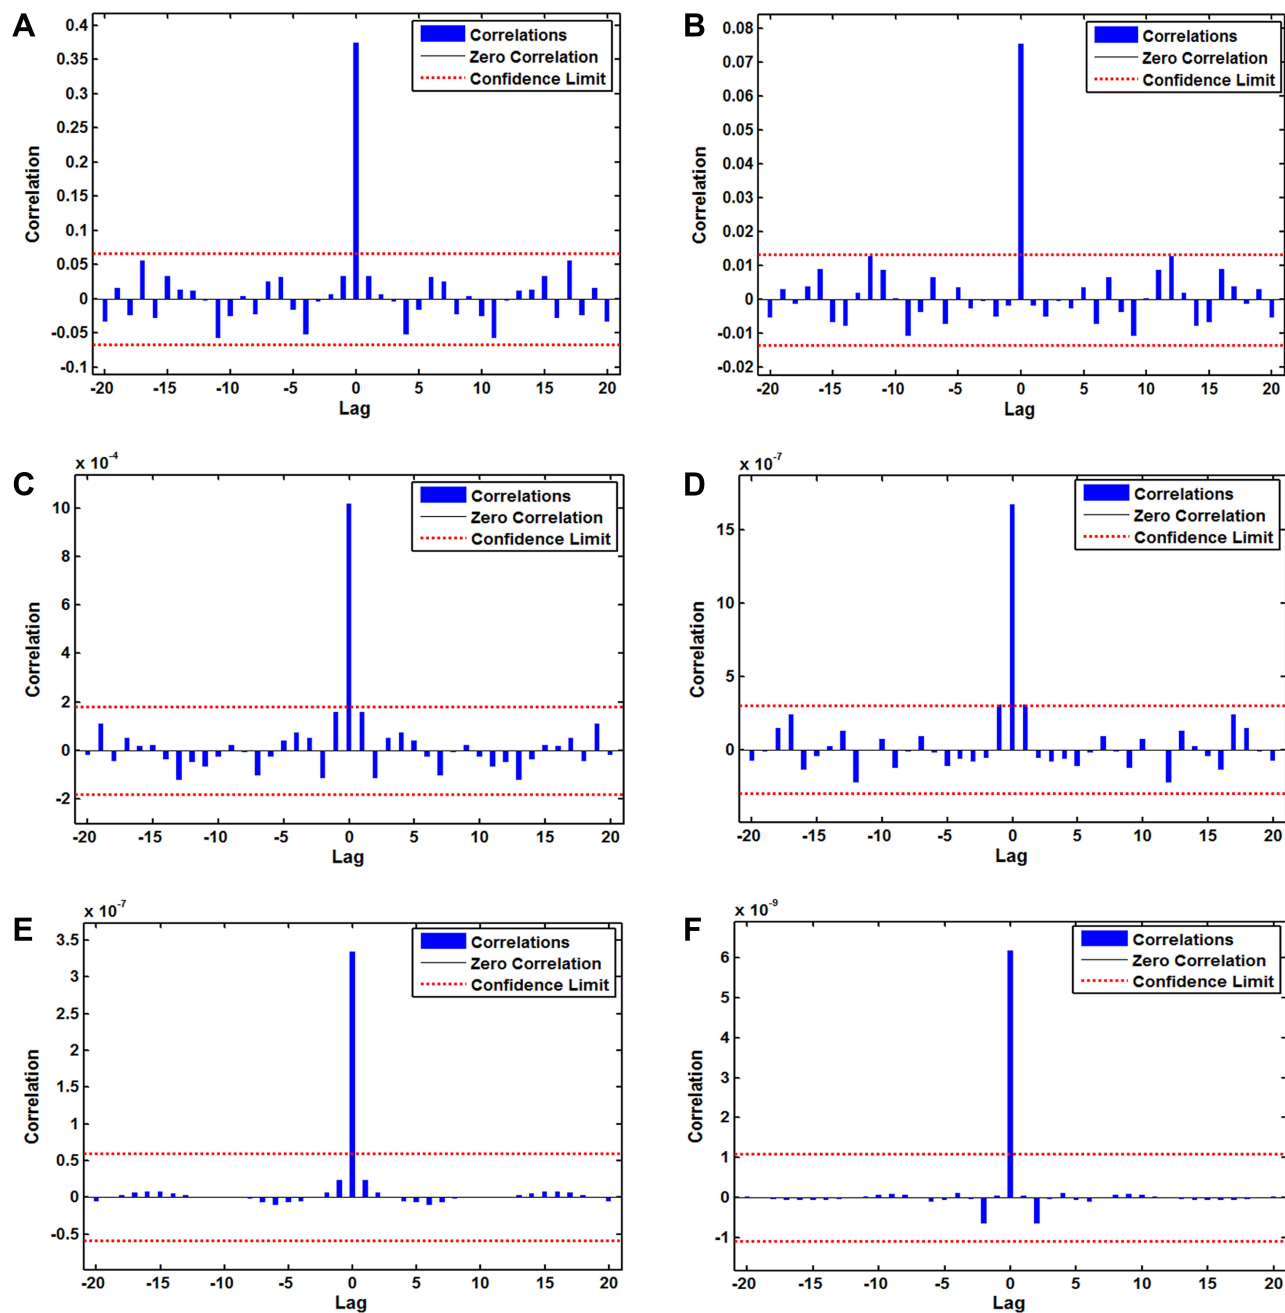 A
Correlations
Zero Correlation
Confidence Limit
0.4
0.35
0.3
0.25
0.2
0.15
0.1
0.05
0
-0.05
-0.1
Correlation
-20 -15 -10 -5 0 5 10 15 20
Lag
B
Correlations
Zero Correlation
Confidence Limit
0.08
0.07
0.06
0.05
0.04
0.03
0.02
0.01
0
-0.01
-0.02
Correlation
-20 -15 -10 -5 0 5 10 15 20
Lag
C
x 10-4
Correlations
Zero Correlation
Confidence Limit
10
8
6
4
2
0
-2
Correlation
-20 -15 -10 -5 0 5 10 15 20
Lag
D
x 10-7
Correlations
Zero Correlation
Confidence Limit
15
10
5
0
Correlation
-20 -15 -10 -5 0 5 10 15 20
Lag
E
x 10-7
Correlations
Zero Correlation
Confidence Limit
3.5
3
2.5
2
1.5
1
0.5
0
-0.5
Correlation
-20 -15 -10 -5 0 5 10 15 20
Lag
F
x 10-9
Correlations
Zero Correlation
Confidence Limit
6
5
4
3
2
1
0
-1
Correlation
-20 -15 -10 -5 0 5 10 15 20
Lag